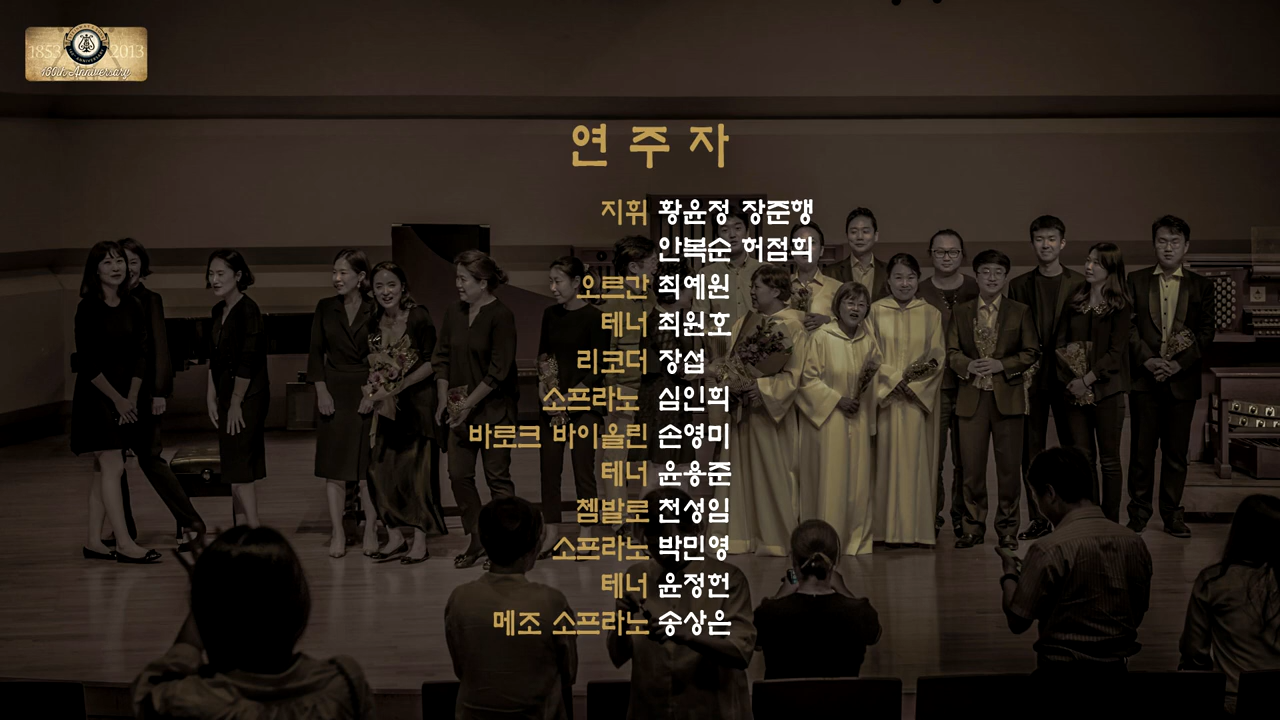 1853 2013
160th Anniversary
연 주 자
지휘 황윤정 장준행
안복순 허점희
오르간 최예원
테너 최원호
리코더 장섭
소프라노 심인희
바로크 바이올린 손영미
테너 윤용준
쳄발로 천성임
소프라노 박민영
테너 윤정헌
메조 소프라노 송상은